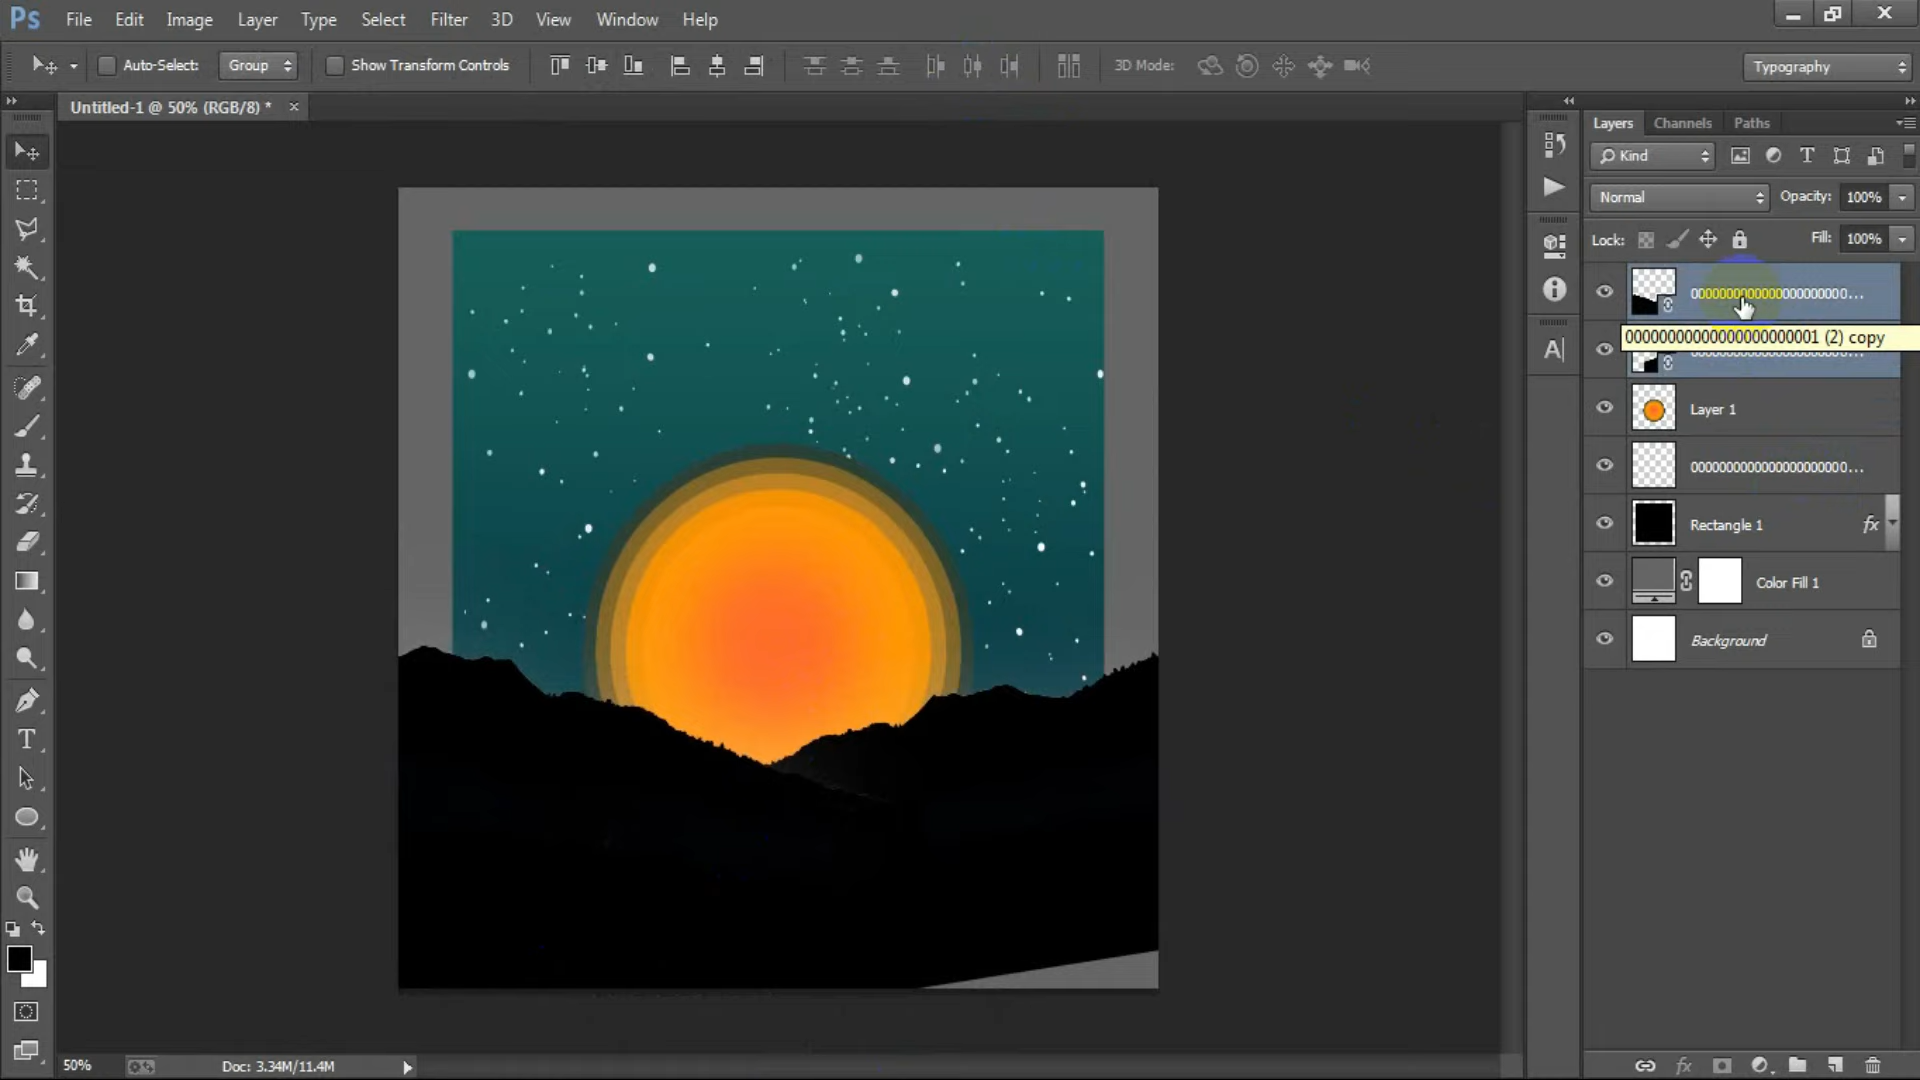 Ps File Edit Image Layer Type Select Filter 3D View Window Help
Auto-Select: Group Show Transform Controls 3D Mode: Typography
Untitled-1 @ 50% (RGB/8) * ×
Layers Channels Paths
Kind
Normal Opacity: 100%
Lock: Fill: 100%
0000000000000000000000...
0000000000000000000000001 (2) copy
Layer 1
0000000000000000000000...
Rectangle 1 fx
Color Fill 1
Background
50% Doc: 3.34M/11.4M